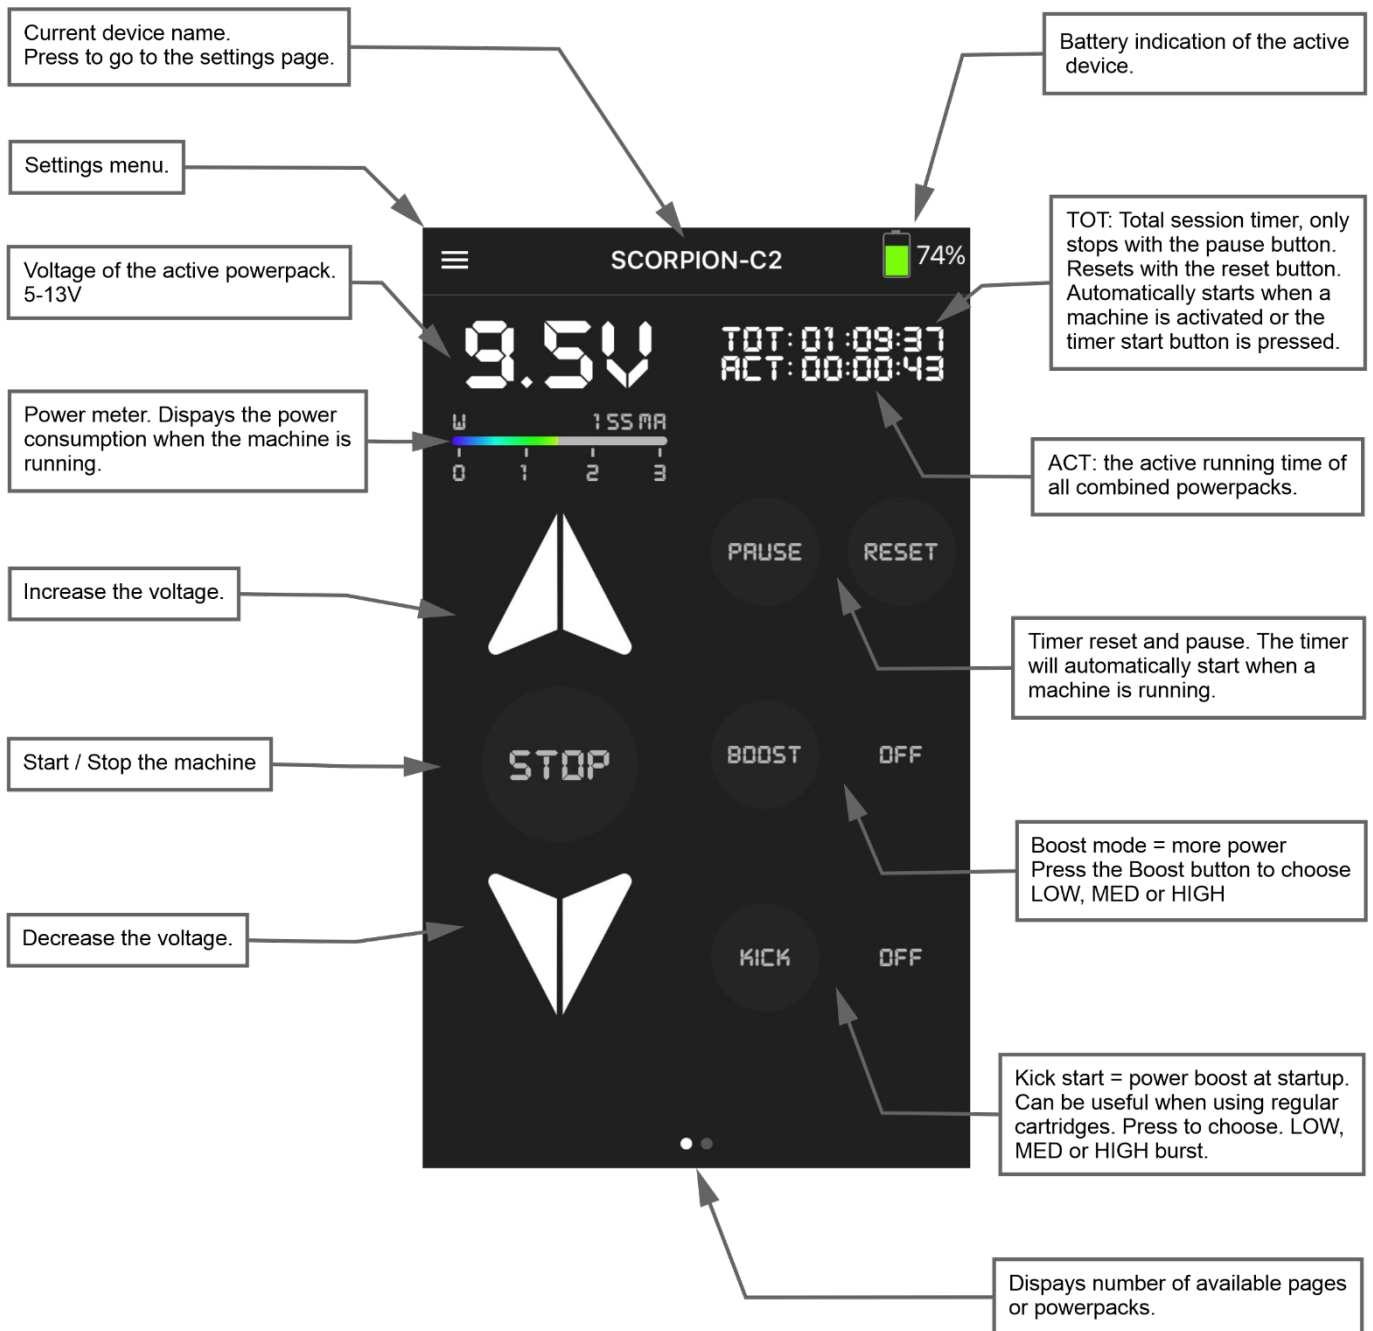 Current device name.
Press to go to the settings page.
Battery indication of the active
device.
Settings menu.
TOT: Total session timer, only
stops with the pause button.
Resets with the reset button.
Automatically starts when a
machine is activated or the
timer start button is pressed.
Voltage of the active powerpack.
5-13V
SCORPION-C2
74%
9.5V
TOT:01:09:37
ACT:00:00:43
Power meter. Dispays the power
consumption when the machine is
running.
W 155 MA
0 1 2 3
ACT: the active running time of
all combined powerpacks.
PAUSE RESET
Increase the voltage.
Timer reset and pause. The timer
will automatically start when a
machine is running.
Start / Stop the machine
STOP
BOOST OFF
Boost mode = more power
Press the Boost button to choose
LOW, MED or HIGH
Decrease the voltage.
KICK OFF
Kick start = power boost at startup.
Can be useful when using regular
cartridges. Press to choose. LOW,
MED or HIGH burst.
Dispays number of available pages
or powerpacks.